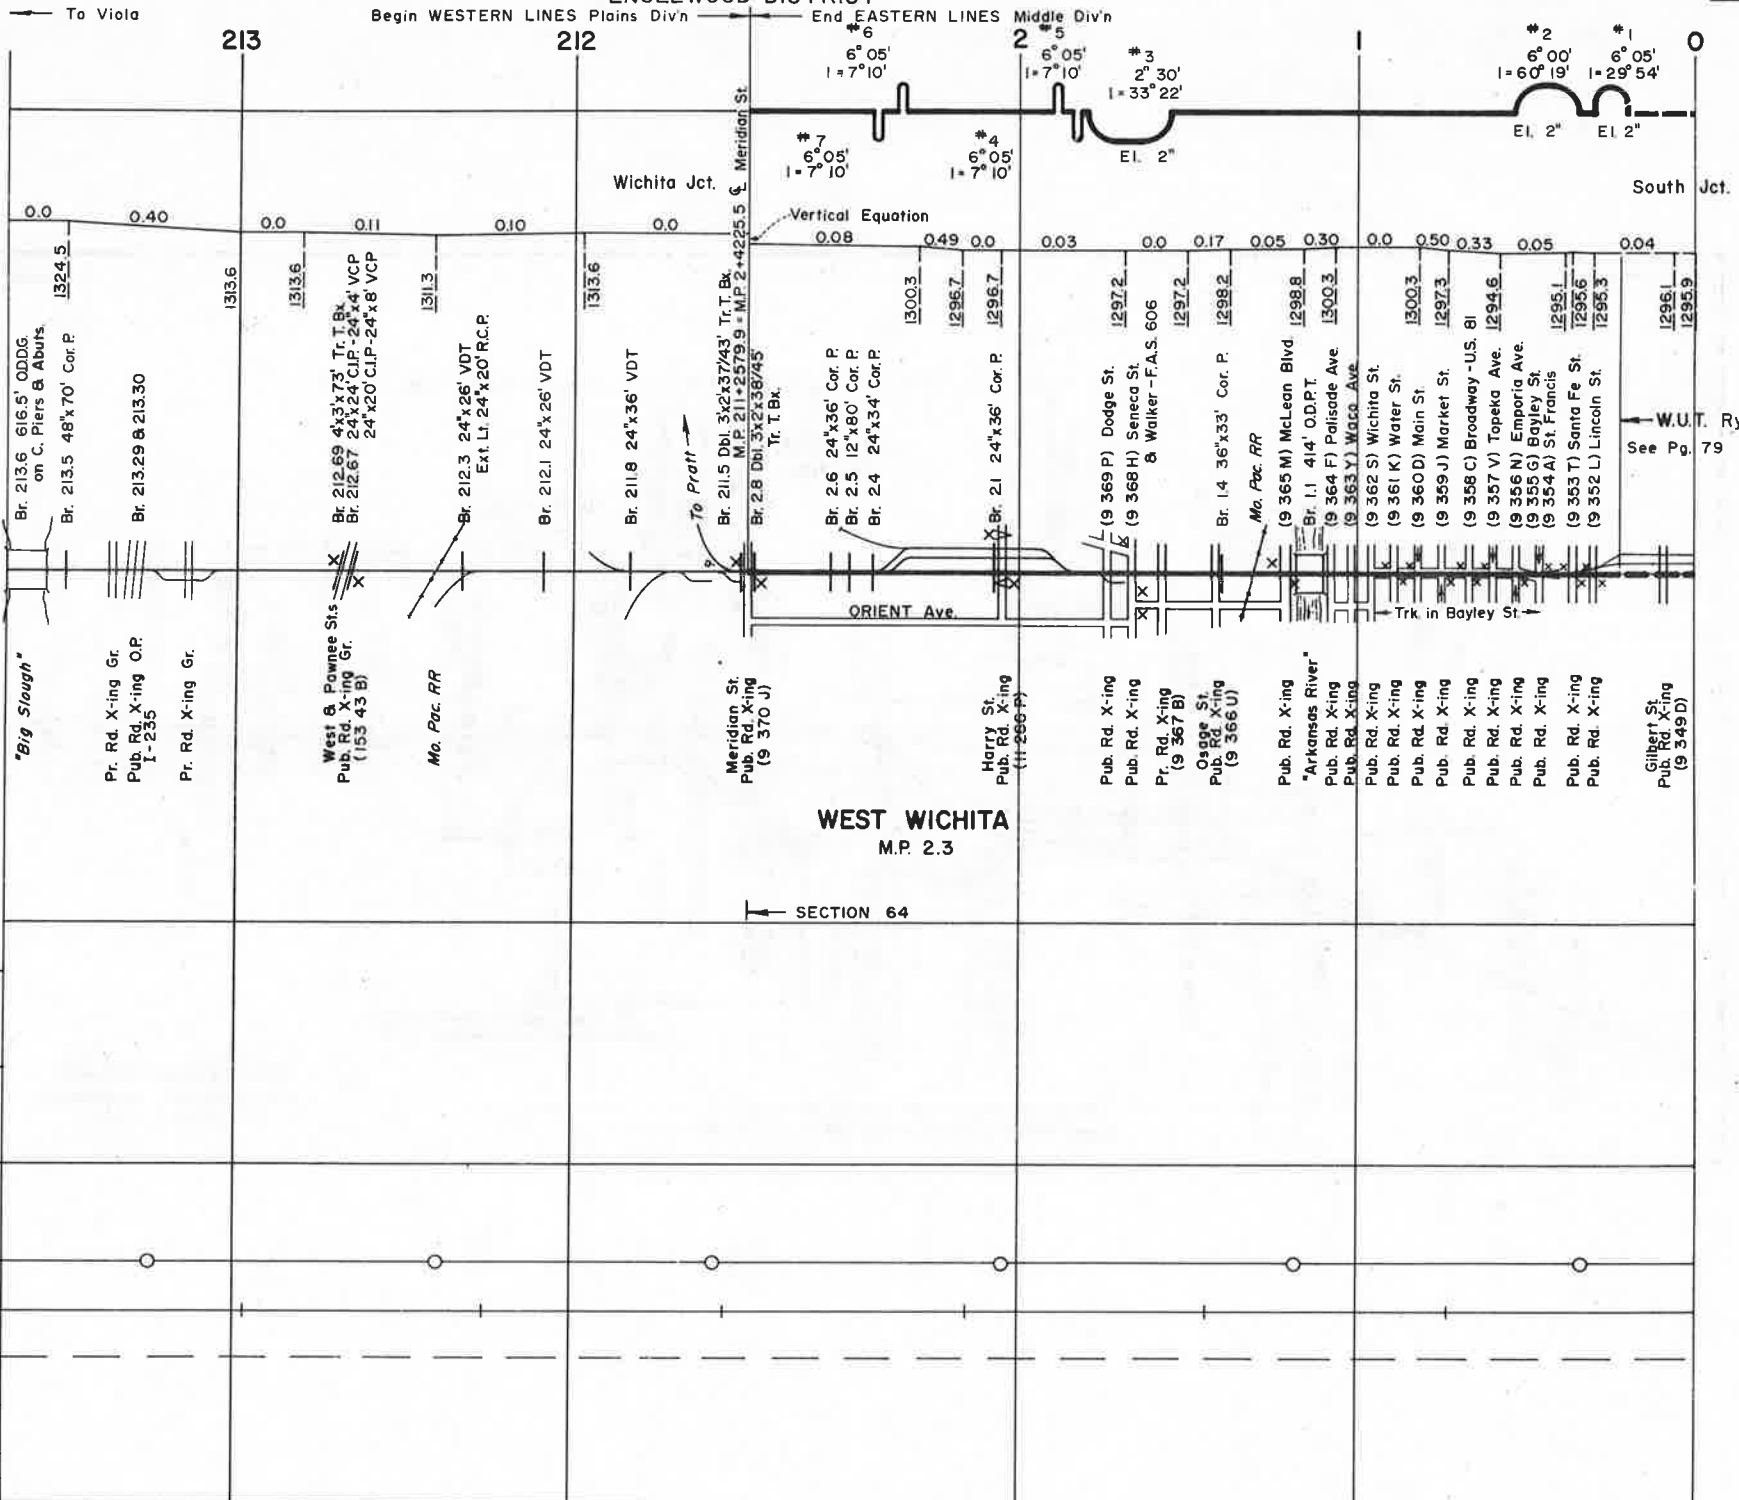 To Viola
Begin WESTERN LINES Plains Div'n
End EASTERN LINES Middle Div'n
213
212
2
1
0
#6
6° 05'
I = 7° 10'
#5
6° 05'
I = 7° 10'
#3
2° 30'
I = 33° 22'
#2
6° 00'
I = 60° 19'
#1
6° 05'
I = 29° 54'
#7
6° 05'
I = 7° 10'
#4
6° 05'
I = 7° 10'
El. 2"
El. 2"
El. 2"
Wichita Jct.
South Jct.
℄ Meridian St.
M.P. 211+2579.9 = M.P. 2+4225.5
Vertical Equation
0.0
0.40
0.0
0.11
0.10
0.0
0.08
0.49
0.0
0.03
0.0
0.17
0.05
0.30
0.0
0.50
0.33
0.05
0.04
1324.5
1313.6
1313.6
1311.3
1313.6
1300.3
1296.7
1296.7
1297.2
1297.2
1298.2
1298.8
1300.3
1300.3
1297.3
1294.6
1295.1
1295.6
1295.3
1296.1
1295.9
Br. 213.6 616.5' O.D.D.G.
on C. Piers & Abuts.
Br. 213.5 48"x70' Cor. P.
Br. 213.29 & 213.30
Br. 212.69 4'x3'x73' Tr. T. Bx.
Br. 212.67 24"x24' C.I.P.-24"x4' VCP
24"x20' C.I.P-24"x8' VCP
Br. 212.3 24"x26' VDT
Ext. Lt. 24"x20' R.C.P.
Br. 212.1 24"x26' VDT
Br. 211.8 24"x36' VDT
To Pratt
Br. 211.5 Dbl. 3'x2'x37'/43' Tr. T. Bx.
Br. 2.8 Dbl. 3'x2'x38'/45'
Tr. T. Bx.
Br. 2.6 24"x36' Cor. P.
Br. 2.5 12"x80' Cor. P.
Br. 2.4 24"x34' Cor. P.
Br. 2.1 24"x36' Cor. P.
(9 369 P) Dodge St.
(9 368 H) Seneca St.
& Walker-F.A.S. 606
Br. 1.4 36"x33' Cor. P.
Mo. Pac. RR
(9 365 M) McLean Blvd.
Br. 1.1 414' O.D.P.T.
(9 364 F) Palisade Ave.
(9 363 Y) Waco Ave.
(9 362 S) Wichita St.
(9 361 K) Water St.
(9 360 D) Main St.
(9 359 J) Market St.
(9 358 C) Broadway-U.S. 81
(9 357 V) Topeka Ave.
(9 356 N) Emporia Ave.
(9 355 G) Bayley St.
(9 354 A) St. Francis
(9 353 T) Santa Fe St.
(9 352 L) Lincoln St.
W.U.T. Ry
See Pg. 79
ORIENT Ave.
Trk. in Bayley St.
"Big Slough"
Pr. Rd. X-ing Gr.
Pub. Rd. X-ing O.P.
I-235
Pr. Rd. X-ing Gr.
West & Pawnee St.s
Pub. Rd. X-ing Gr.
(153 43 B)
Mo. Pac. RR
Meridian St.
Pub. Rd. X-ing
(9 370 J)
Harry St.
Pub. Rd. X-ing
(11 286 P)
Pub. Rd. X-ing
Pub. Rd. X-ing
Pr. Rd. X-ing
(9 367 B)
Osage St.
Pub. Rd. X-ing
(9 366 U)
Pub. Rd. X-ing
"Arkansas River"
Pub. Rd. X-ing
Pub. Rd. X-ing
Pub. Rd. X-ing
Pub. Rd. X-ing
Pub. Rd. X-ing
Pub. Rd. X-ing
Pub. Rd. X-ing
Pub. Rd. X-ing
Pub. Rd. X-ing
Pub. Rd. X-ing
Pub. Rd. X-ing
Pub. Rd. X-ing
Gilbert St.
Pub. Rd. X-ing
(9 349 D)
WEST WICHITA
M.P. 2.3
SECTION 64